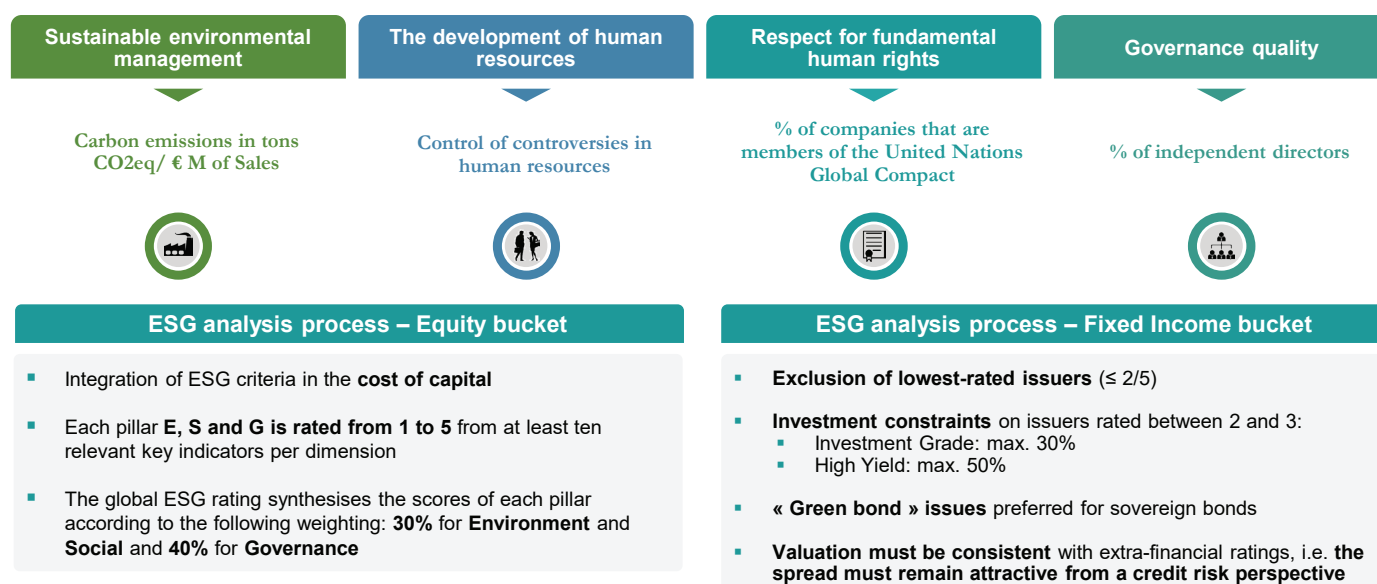 Sustainable environmental
management
The development of human
resources
Respect for fundamental
human rights
Governance quality
Carbon emissions in tons
CO2eq/ € M of Sales
Control of controversies in
human resources
% of companies that are
members of the United Nations
Global Compact
% of independent directors
ESG analysis process – Equity bucket
▪ Integration of ESG criteria in the cost of capital
▪ Each pillar E, S and G is rated from 1 to 5 from at least ten
relevant key indicators per dimension
▪ The global ESG rating synthesises the scores of each pillar
according to the following weighting: 30% for Environment and
Social and 40% for Governance
ESG analysis process – Fixed Income bucket
▪ Exclusion of lowest-rated issuers (≤ 2/5)
▪ Investment constraints on issuers rated between 2 and 3:
▪ Investment Grade: max. 30%
▪ High Yield: max. 50%
▪ « Green bond » issues preferred for sovereign bonds
▪ Valuation must be consistent with extra-financial ratings, i.e. the
spread must remain attractive from a credit risk perspective